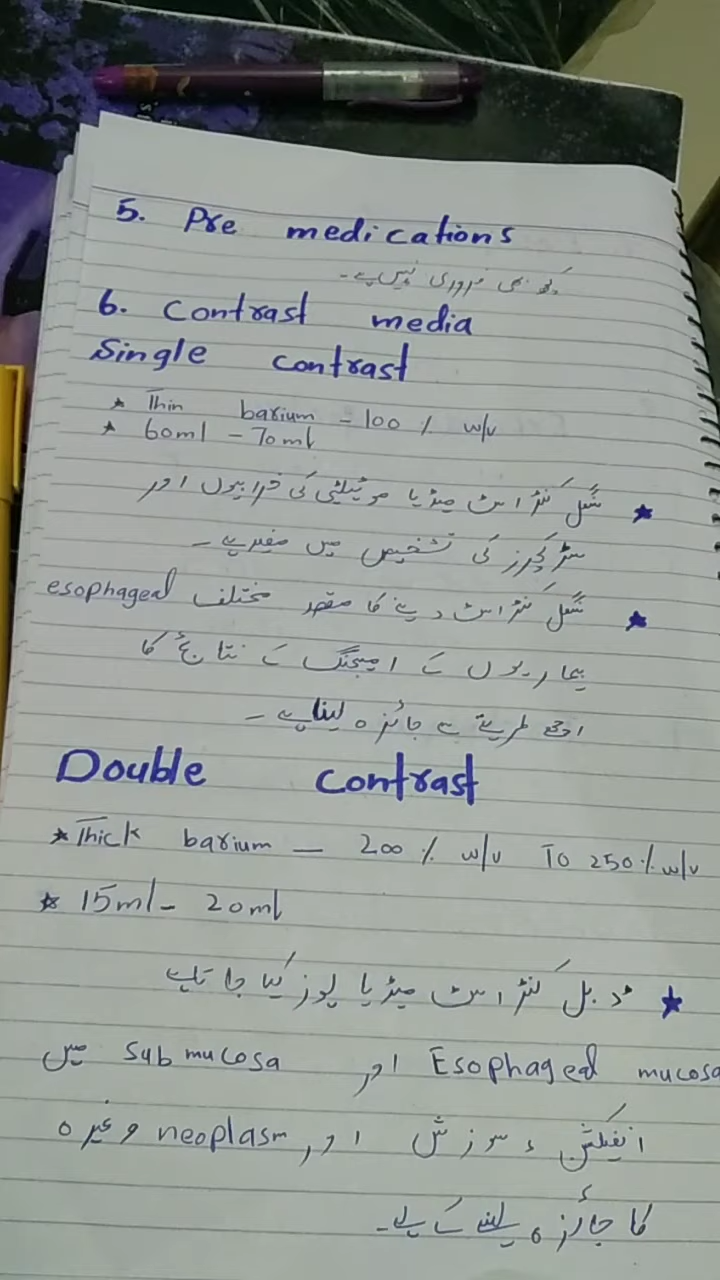 5. Pre medications
کچھ بھی ضروری نہیں ہے۔
6. Contrast media
Single contrast
* Thin barium - 100 % w/v
* 60ml - 70ml
* سنگل کنٹراسٹ میڈیا موٹیلٹی کی خرابیوں اور
سٹرکچرز کی تشخیص میں مفید ہے۔
* سنگل کنٹراسٹ دینے کا مقصد مختلف esophageal
بیماریوں کے امیجنگ کے نتائج کا
اچھے طریقے سے جائزہ لینا ہے۔
Double contrast
* Thick barium — 200 % w/v To 250 % w/v
* 15ml - 20ml
* ڈبل کنٹراسٹ میڈیا یوز کیا جاتا ہے
Esophageal mucosa اور Submucosa میں
انفیکشن، سوزش اور neoplasm وغیرہ
کا جائزہ لینے کے لیے۔